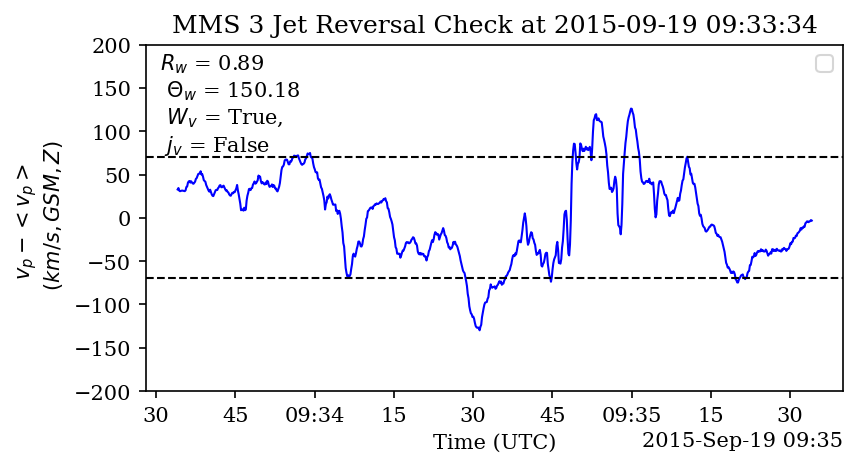 MMS 3 Jet Reversal Check at 2015-09-19 09:33:34
R_w = 0.89
Θ_w = 150.18
W_v = True,
j_v = False
v_p − < v_p >
(km/s, GSM, Z)
200
150
100
50
0
−50
−100
−150
−200
30 45 09:34 15 30 45 09:35 15 30
Time (UTC)
2015-Sep-19 09:35